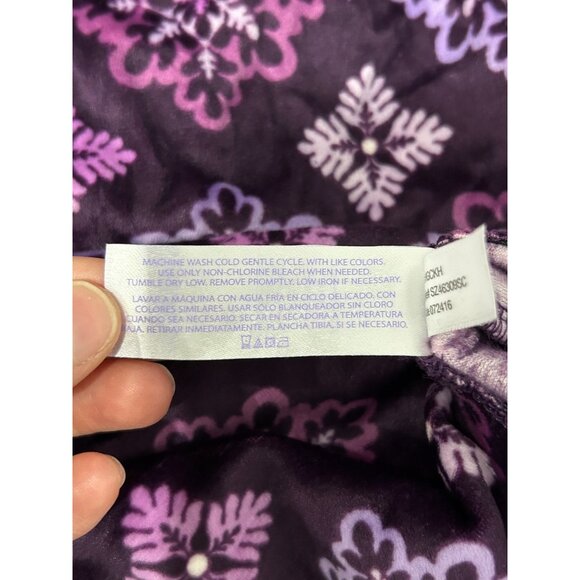 MACHINE WASH COLD GENTLE CYCLE. WITH LIKE COLORS.
USE ONLY NON-CHLORINE BLEACH WHEN NEEDED.
TUMBLE DRY LOW. REMOVE PROMPTLY. LOW IRON IF NECESSARY.
LAVAR A MÁQUINA CON AGUA FRÍA EN CICLO DELICADO, CON
COLORES SIMILARES. USAR SÓLO BLANQUEADOR SIN CLORO
CUANDO SEA NECESARIO. SECAR EN SECADORA A TEMPERATURA
BAJA. RETIRAR INMEDIATAMENTE. PLANCHA TIBIA, SI SE NECESARIO.
SZ46309SC
072416